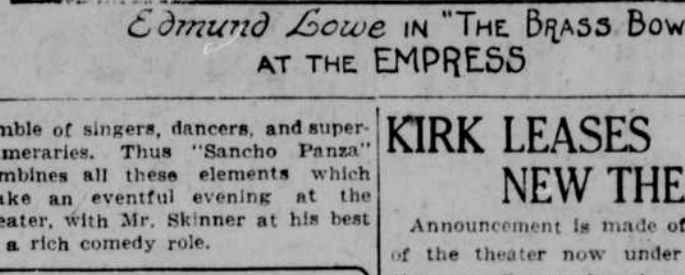 Edmund Lowe IN "THE BRASS BOW
AT THE EMPRESS
mble of singers, dancers, and super-
meraries. Thus "Sancho Panza"
mbines all these elements which
ake an eventful evening at the
eater, with Mr. Skinner at his best
a rich comedy role.
KIRK LEASES
NEW THE
Announcement is made of
of the theater now under